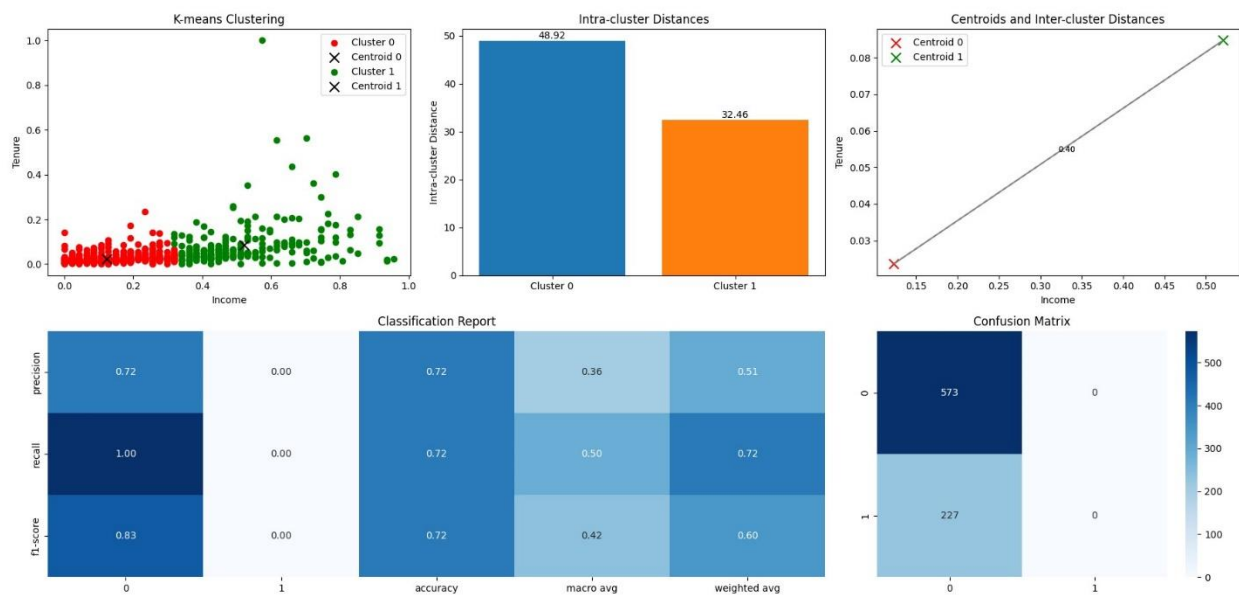 K-means Clustering
Tenure
1.0
0.8
0.6
0.4
0.2
0.0
Cluster 0
Centroid 0
Cluster 1
Centroid 1
0.0 0.2 0.4 0.6 0.8 1.0
Income
Intra-cluster Distances
Intra-cluster Distance
50
40
30
20
10
0
48.92
32.46
Cluster 0 Cluster 1
Centroids and Inter-cluster Distances
Tenure
Centroid 0
Centroid 1
0.08
0.07
0.06
0.05
0.04
0.03
0.40
0.15 0.20 0.25 0.30 0.35 0.40 0.45 0.50
Income
Classification Report
precision 0.72 0.00 0.72 0.36 0.51
recall 1.00 0.00 0.72 0.50 0.72
f1-score 0.83 0.00 0.72 0.42 0.60
0 1 accuracy macro avg weighted avg
Confusion Matrix
0 573 0
1 227 0
0 1
500
400
300
200
100
0